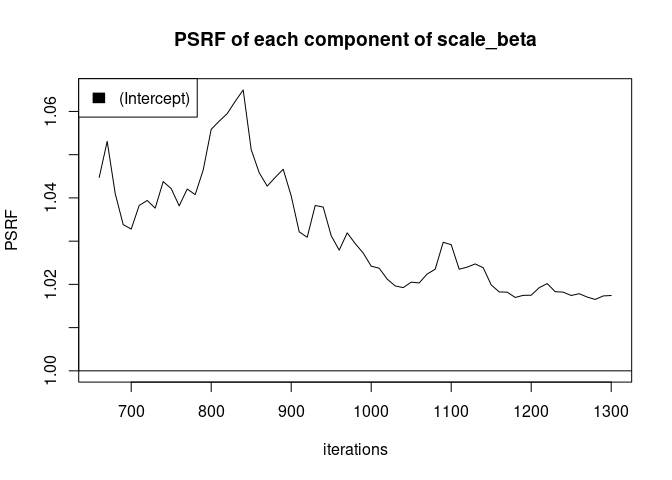 PSRF of each component of scale_beta
(Intercept)
PSRF
1.06
1.04
1.02
1.00
700 800 900 1000 1100 1200 1300
iterations